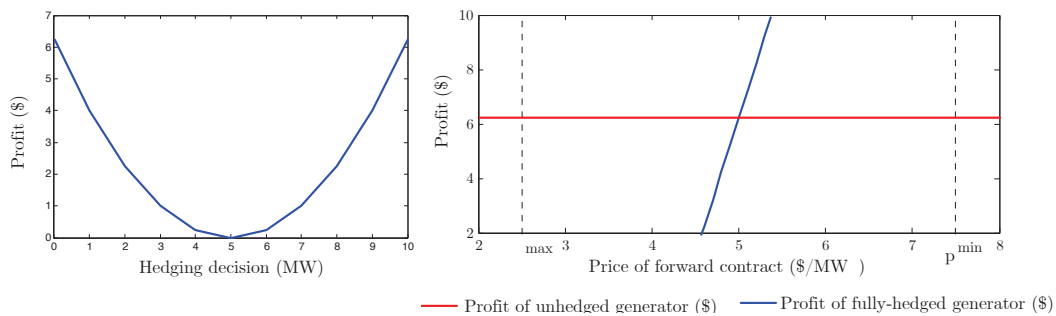 7
6
5
4
3
2
1
0
0 1 2 3 4 5 6 7 8 9 10
Profit ($)
Hedging decision (MW)
10
8
6
4
2
2 3 4 5 6 7 8
max
p min
Profit ($)
Price of forward contract ($/MW )
Profit of unhedged generator ($)
Profit of fully-hedged generator ($)